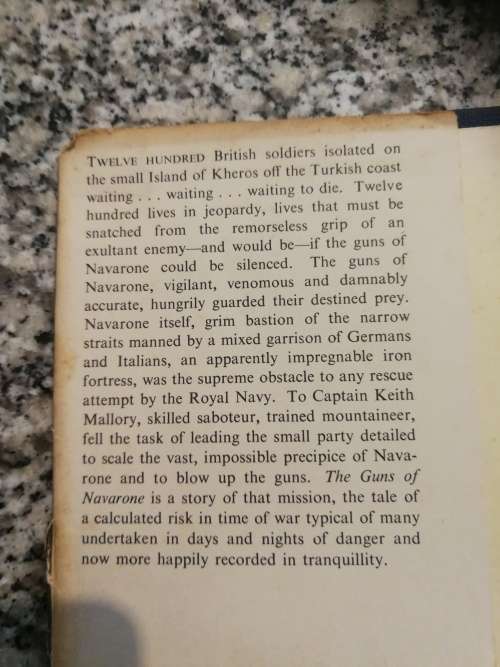 TWELVE HUNDRED British soldiers isolated on
the small Island of Kheros off the Turkish coast
waiting . . . waiting . . . waiting to die. Twelve
hundred lives in jeopardy, lives that must be
snatched from the remorseless grip of an
exultant enemy—and would be—if the guns of
Navarone could be silenced. The guns of
Navarone, vigilant, venomous and damnably
accurate, hungrily guarded their destined prey.
Navarone itself, grim bastion of the narrow
straits manned by a mixed garrison of Germans
and Italians, an apparently impregnable iron
fortress, was the supreme obstacle to any rescue
attempt by the Royal Navy. To Captain Keith
Mallory, skilled saboteur, trained mountaineer,
fell the task of leading the small party detailed
to scale the vast, impossible precipice of Nava-
rone and to blow up the guns. The Guns of
Navarone is a story of that mission, the tale of
a calculated risk in time of war typical of many
undertaken in days and nights of danger and
now more happily recorded in tranquillity.